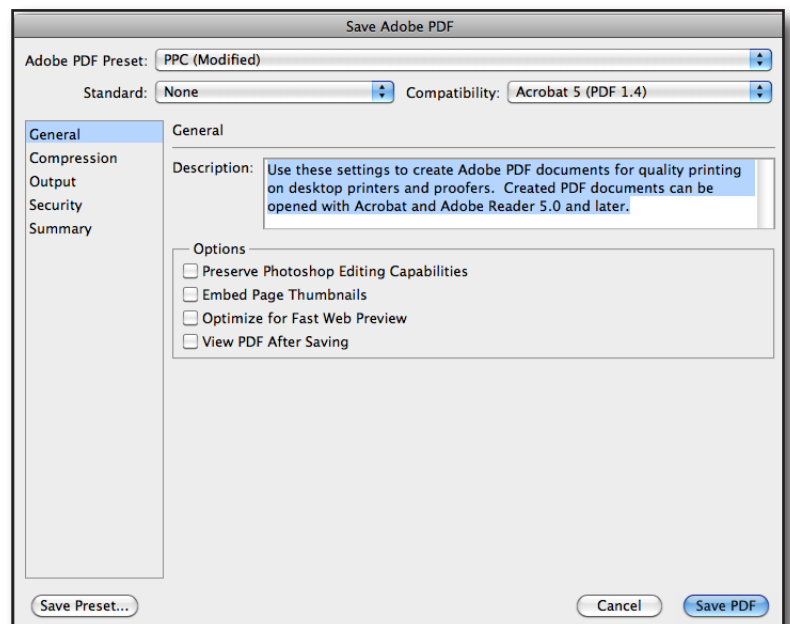 Save Adobe PDF
Adobe PDF Preset: PPC (Modified)
Standard: None Compatibility: Acrobat 5 (PDF 1.4)
General
Compression
Output
Security
Summary
General
Description: Use these settings to create Adobe PDF documents for quality printing
on desktop printers and proofers. Created PDF documents can be
opened with Acrobat and Adobe Reader 5.0 and later.
Options
Preserve Photoshop Editing Capabilities
Embed Page Thumbnails
Optimize for Fast Web Preview
View PDF After Saving
Save Preset... Cancel Save PDF